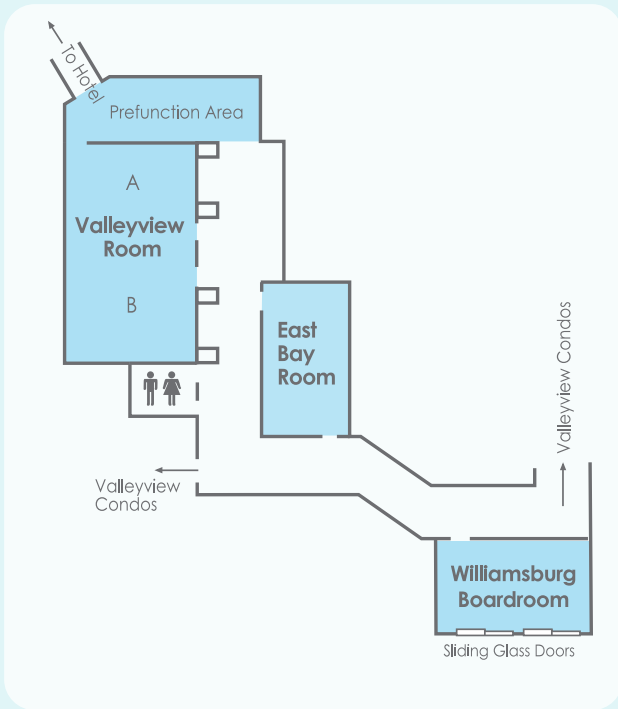 To Hotel
Prefunction Area
A
Valleyview
Room
B
East
Bay
Room
Valleyview Condos
Valleyview
Condos
Williamsburg
Boardroom
Sliding Glass Doors